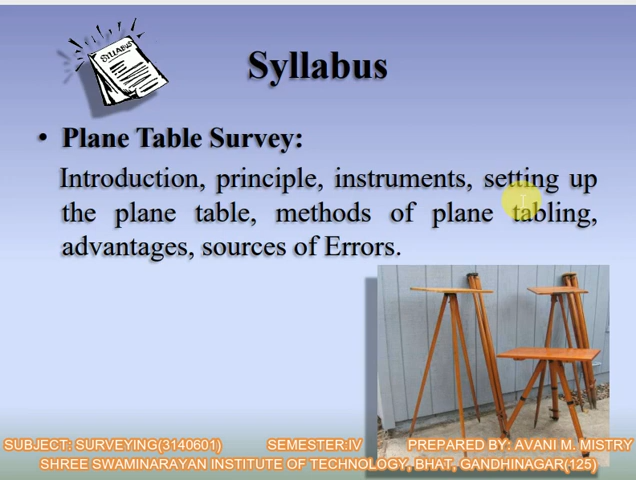 SYLLABUS
Syllabus
• Plane Table Survey:
Introduction, principle, instruments, setting up
the plane table, methods of plane tabling,
advantages, sources of Errors.
SUBJECT: SURVEYING(3140601) SEMESTER:IV PREPARED BY: AVANI M. MISTRY
SHREE SWAMINARAYAN INSTITUTE OF TECHNOLOGY, BHAT, GANDHINAGAR(125)